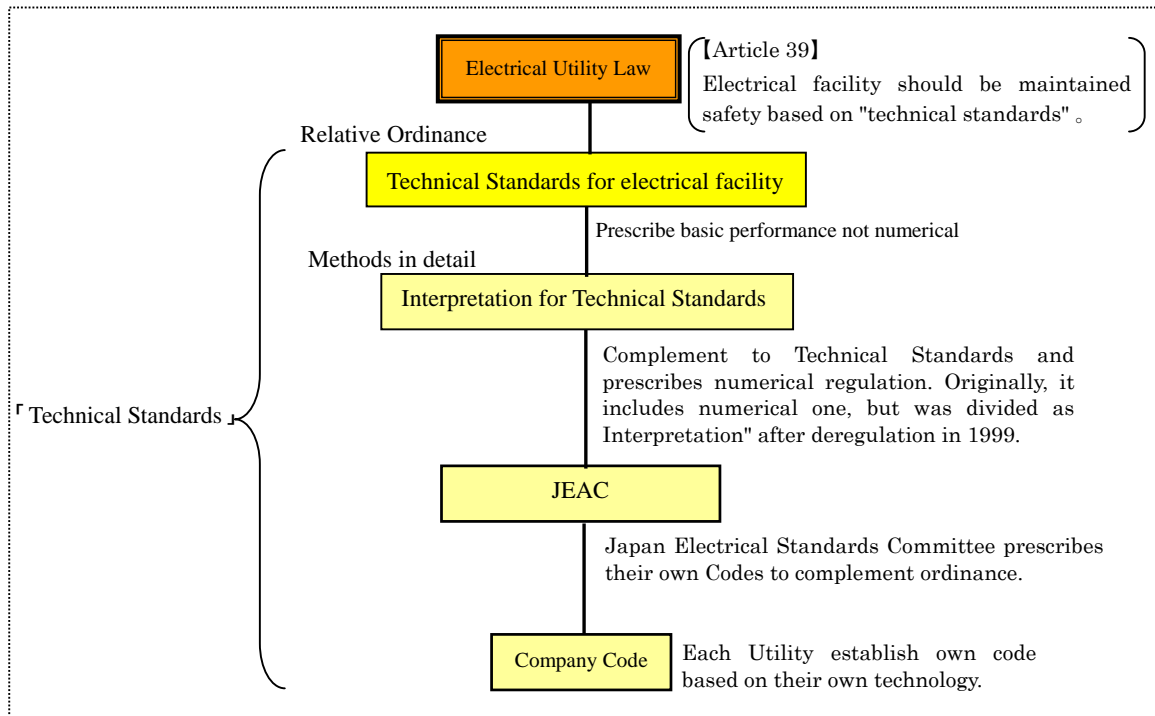 Electrical Utility Law
【Article 39】
Electrical facility should be maintained
safety based on "technical standards" 。
Relative Ordinance
Technical Standards for electrical facility
Prescribe basic performance not numerical
Methods in detail
Interpretation for Technical Standards
Complement to Technical Standards and
prescribes numerical regulation. Originally, it
includes numerical one, but was divided as
Interpretation" after deregulation in 1999.
「Technical Standards」
JEAC
Japan Electrical Standards Committee prescribes
their own Codes to complement ordinance.
Company Code
Each Utility establish own code
based on their own technology.